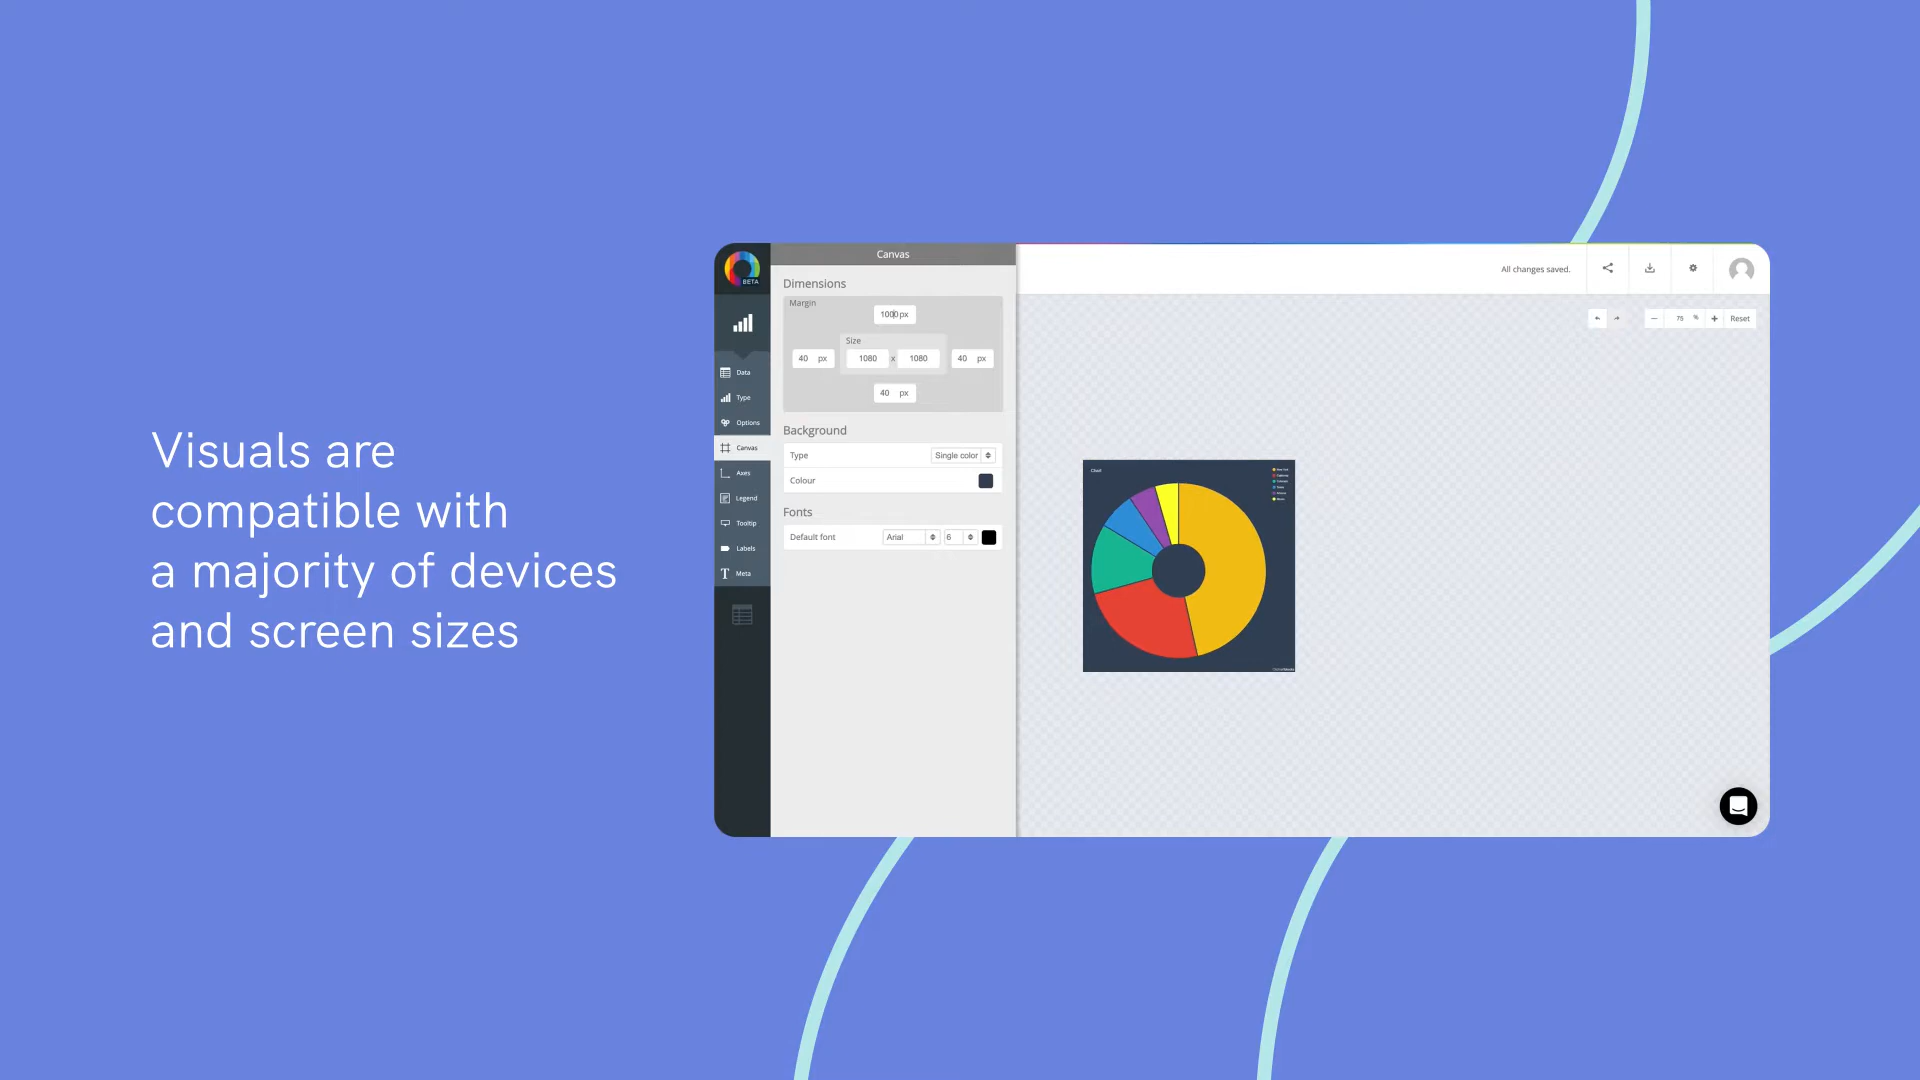 Visuals are
compatible with
a majority of devices
and screen sizes
BETA
Data
Type
Options
Canvas
Axes
Legend
Tooltip
Labels
Meta
Canvas
Dimensions
Margin
1000 px
Size
40 px
1080 x 1080
40 px
40 px
Background
Type
Single color
Colour
Fonts
Default font
Arial
6
All changes saved.
75 %
Reset
Chart